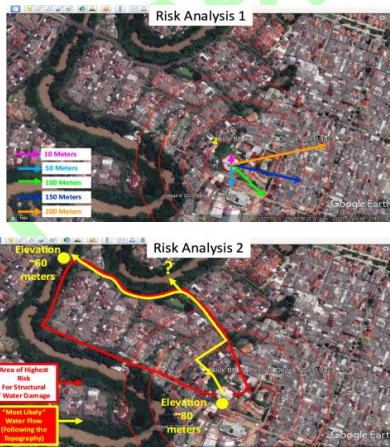 Risk Analysis 1
10 Meters
50 Meters
100 Meters
150 Meters
200 Meters
Google Earth
Risk Analysis 2
Elevation
~60
meters
?
Area of Highest
Risk
For Structural
Water Damage
Elevation
~80
meters
"Most Likely"
Water Flow
(Following the
Topography)
Google Earth